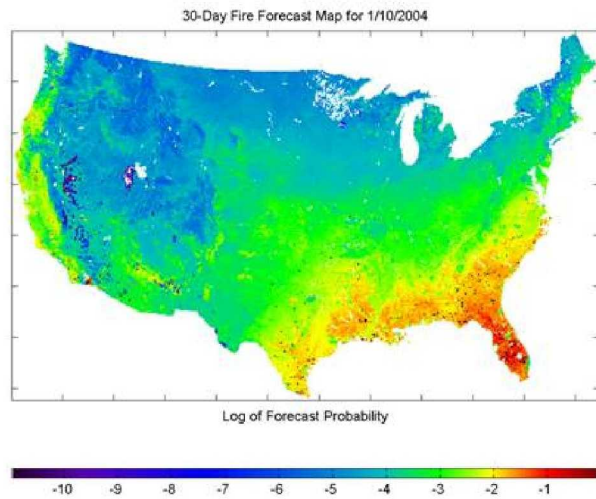 30-Day Fire Forecast Map for 1/10/2004
Log of Forecast Probability
-10 -9 -8 -7 -6 -5 -4 -3 -2 -1